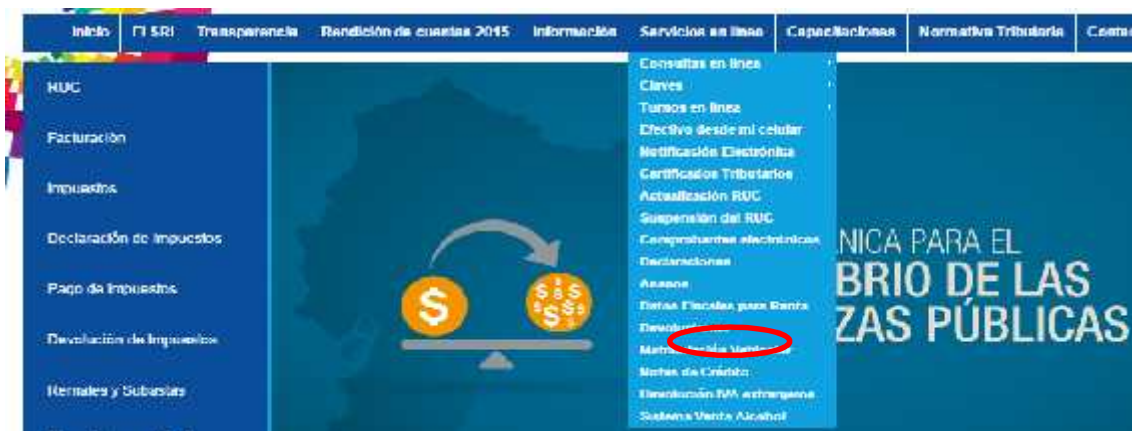 Inicio
El SRI
Transparencia
Rendición de cuentas 2015
Información
Servicios en línea
Capacitaciones
Normativa Tributaria
RUC
Facturación
Impuestos
Declaración de Impuestos
Pago de Impuestos
Devolución de Impuestos
Remates y Subastas
Consultas en línea
Claves
Turnos en línea
Efectivo desde mi celular
Notificación Electrónica
Certificados Tributarios
Actualización RUC
Suspensión del RUC
Comprobantes electrónicos
Declaraciones
Anexos
Datos Fiscales para Renta
Devoluciones
Matriculación Vehicular
Notas de Crédito
Devolución IVA extranjeros
Sistema Venta Alcohol
NICA PARA EL
BRIO DE LAS
ZAS PÚBLICAS